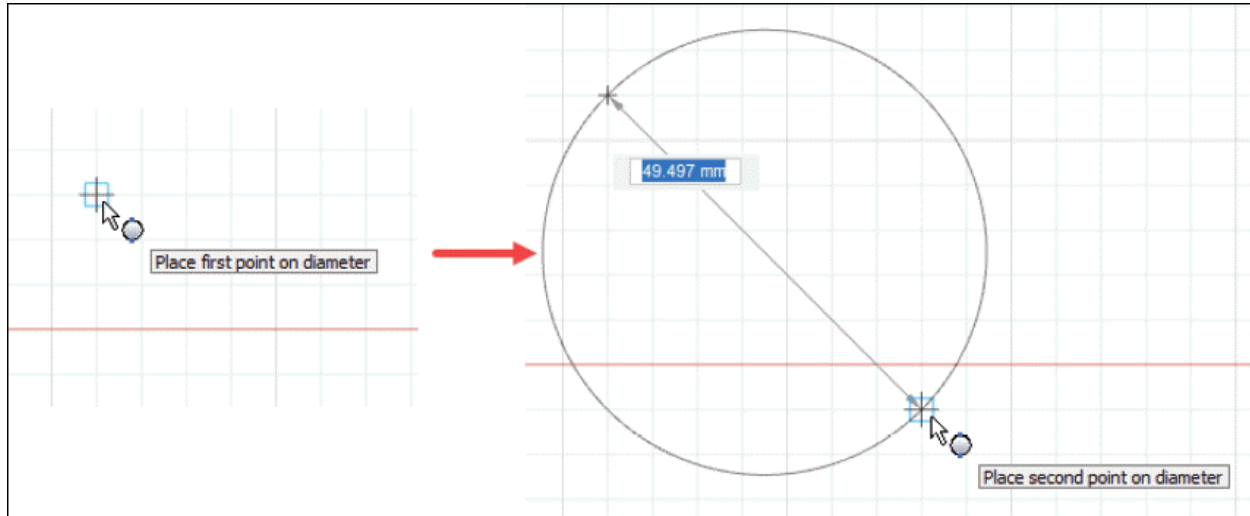 Place first point on diameter
49.497 mm
Place second point on diameter